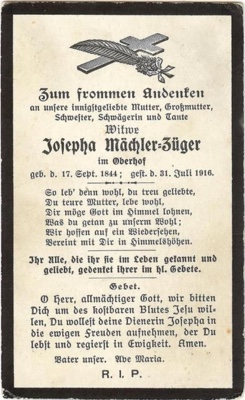 Zum frommen Andenken
an unsere innigstgeliebte Mutter, Großmutter,
Schwester, Schwägerin und Tante
Witwe
Josepha Mächler-Züger
im Oberhof
geb. d. 17. Sept. 1844; gest. d. 31. Juli 1916.
So leb' denn wohl, du treu geliebte,
Du teure Mutter, lebe wohl,
Dir möge Gott im Himmel lohnen,
Was du getan zu unserm Wohl;
Wir hoffen auf ein Wiedersehen,
Vereint mit Dir in Himmelshöhen.
Ihr Alle, die ihr sie im Leben gekannt und
geliebt, gedenket ihrer im hl. Gebete.
Gebet.
O Herr, allmächtiger Gott, wir bitten
Dich um des kostbaren Blutes Jesu wil-
len, Du wollest deine Dienerin Josepha in
die ewigen Freuden aufnehmen, der Du
lebst und regierst in Ewigkeit. Amen.
Vater unser. Ave Maria.
R. I. P.